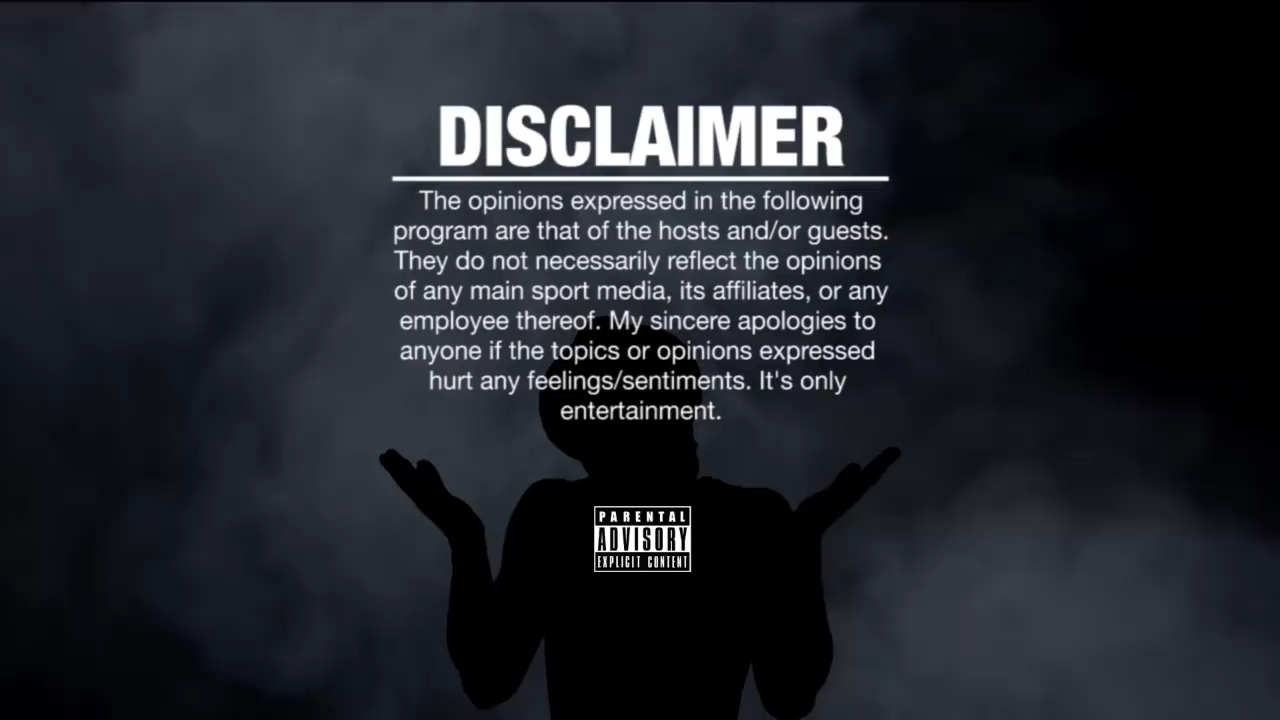 DISCLAIMER
The opinions expressed in the following
program are that of the hosts and/or guests.
They do not necessarily reflect the opinions
of any main sport media, its affiliates, or any
employee thereof. My sincere apologies to
anyone if the topics or opinions expressed
hurt any feelings/sentiments. It's only
entertainment.
PARENTAL
ADVISORY
EXPLICIT CONTENT